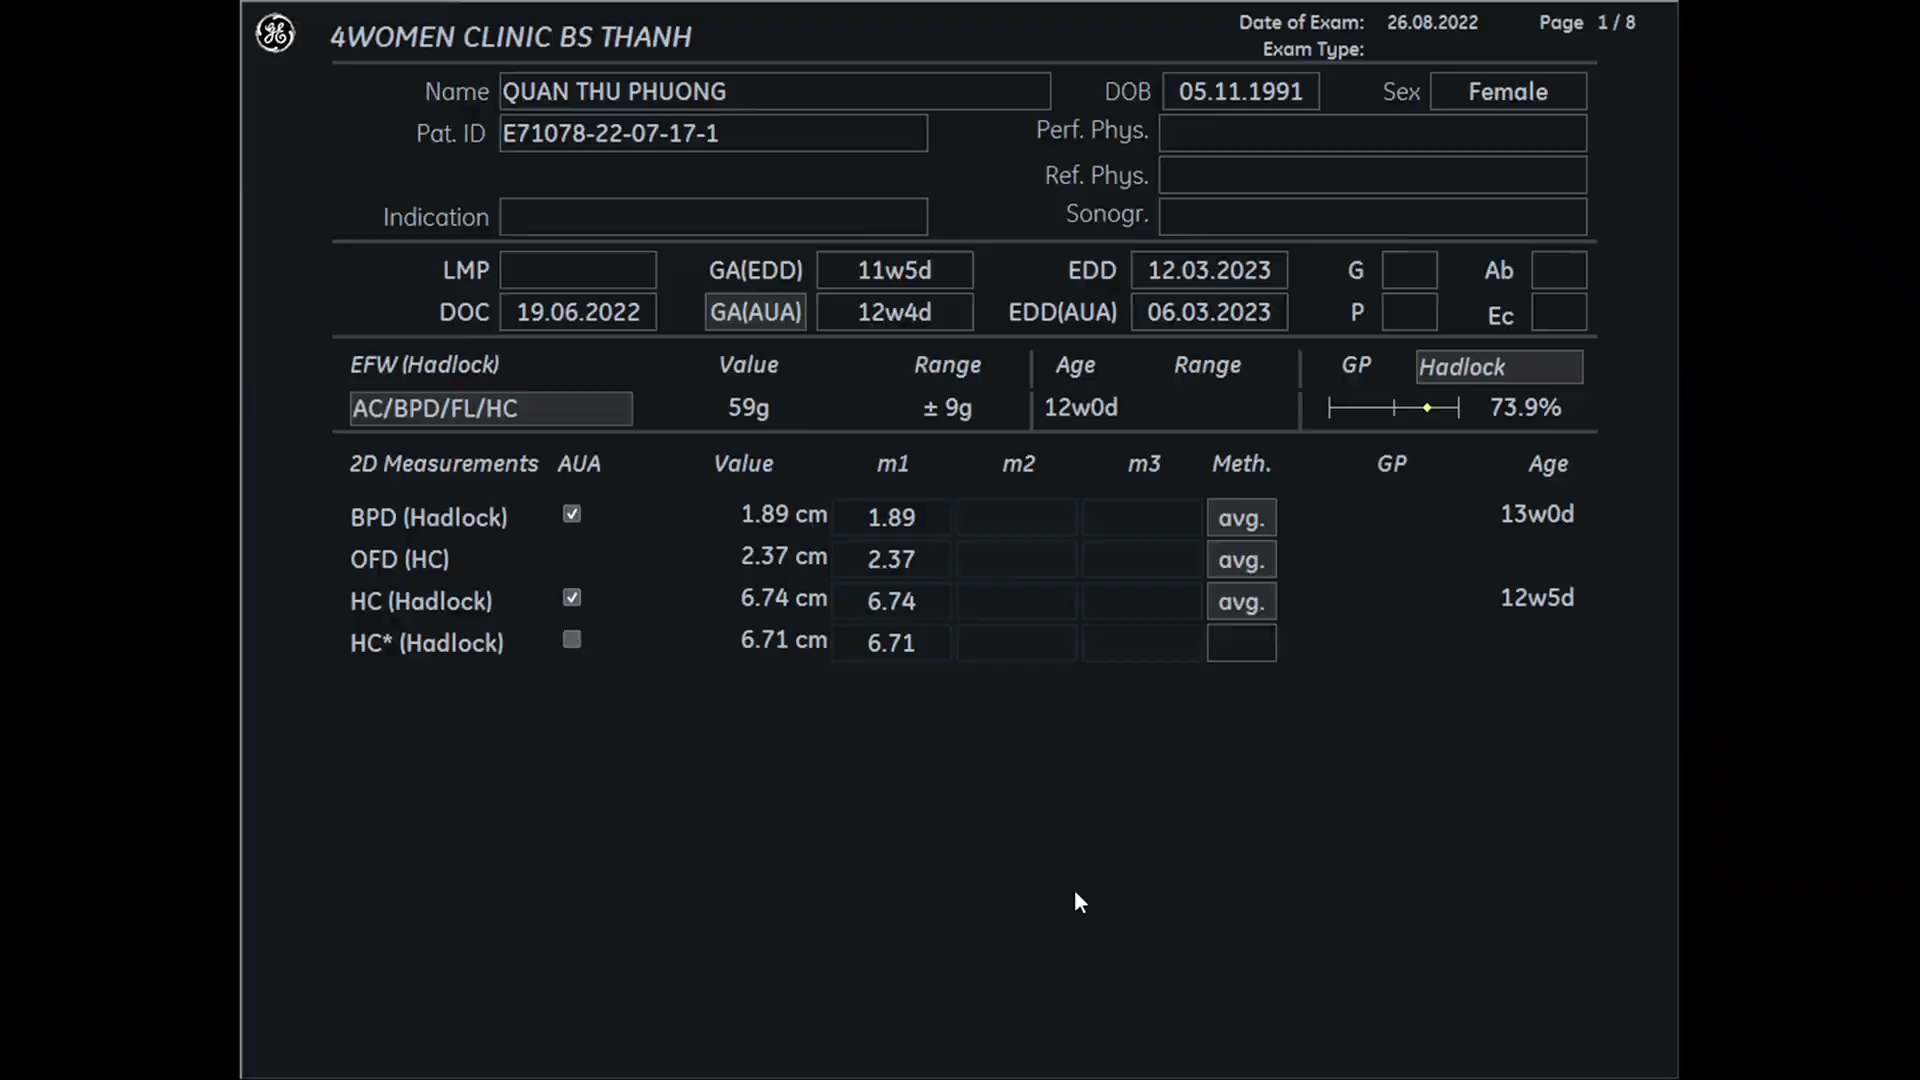 4WOMEN CLINIC BS THANH Date of Exam: 26.08.2022 Page 1 / 8
Exam Type:
Name QUAN THU PHUONG DOB 05.11.1991 Sex Female
Pat. ID E71078-22-07-17-1 Perf. Phys.
Ref. Phys.
Indication Sonogr.
LMP GA(EDD) 11w5d EDD 12.03.2023 G Ab
DOC 19.06.2022 GA(AUA) 12w4d EDD(AUA) 06.03.2023 P Ec
EFW (Hadlock) Value Range Age Range GP Hadlock
AC/BPD/FL/HC 59g ± 9g 12w0d 73.9%
2D Measurements AUA Value m1 m2 m3 Meth. GP Age
BPD (Hadlock) 1.89 cm 1.89 avg. 13w0d
OFD (HC) 2.37 cm 2.37 avg.
HC (Hadlock) 6.74 cm 6.74 avg. 12w5d
HC* (Hadlock) 6.71 cm 6.71